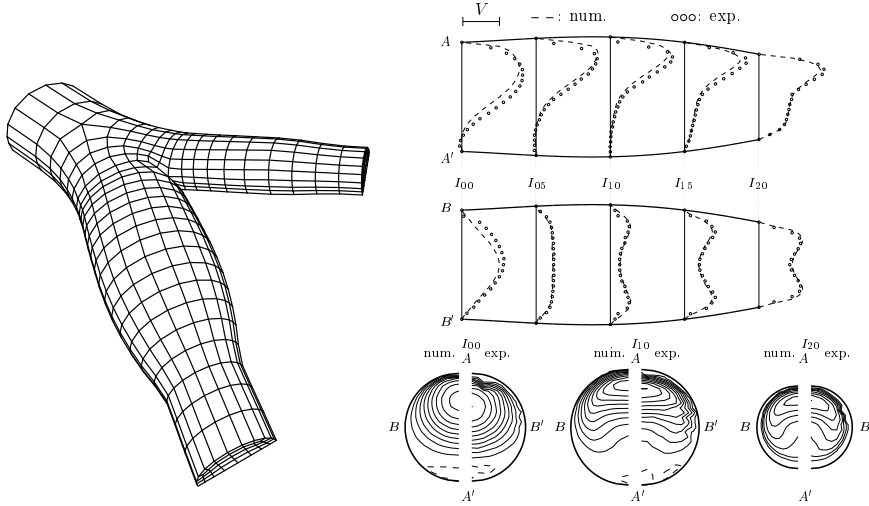 V
---: num. ooo: exp.
A
A'
I00 I05 I10 I15 I20
B
B'
I00 I10 I20
num. exp. num. exp. num. exp.
A A A
B B' B B' B B'
A' A' A'